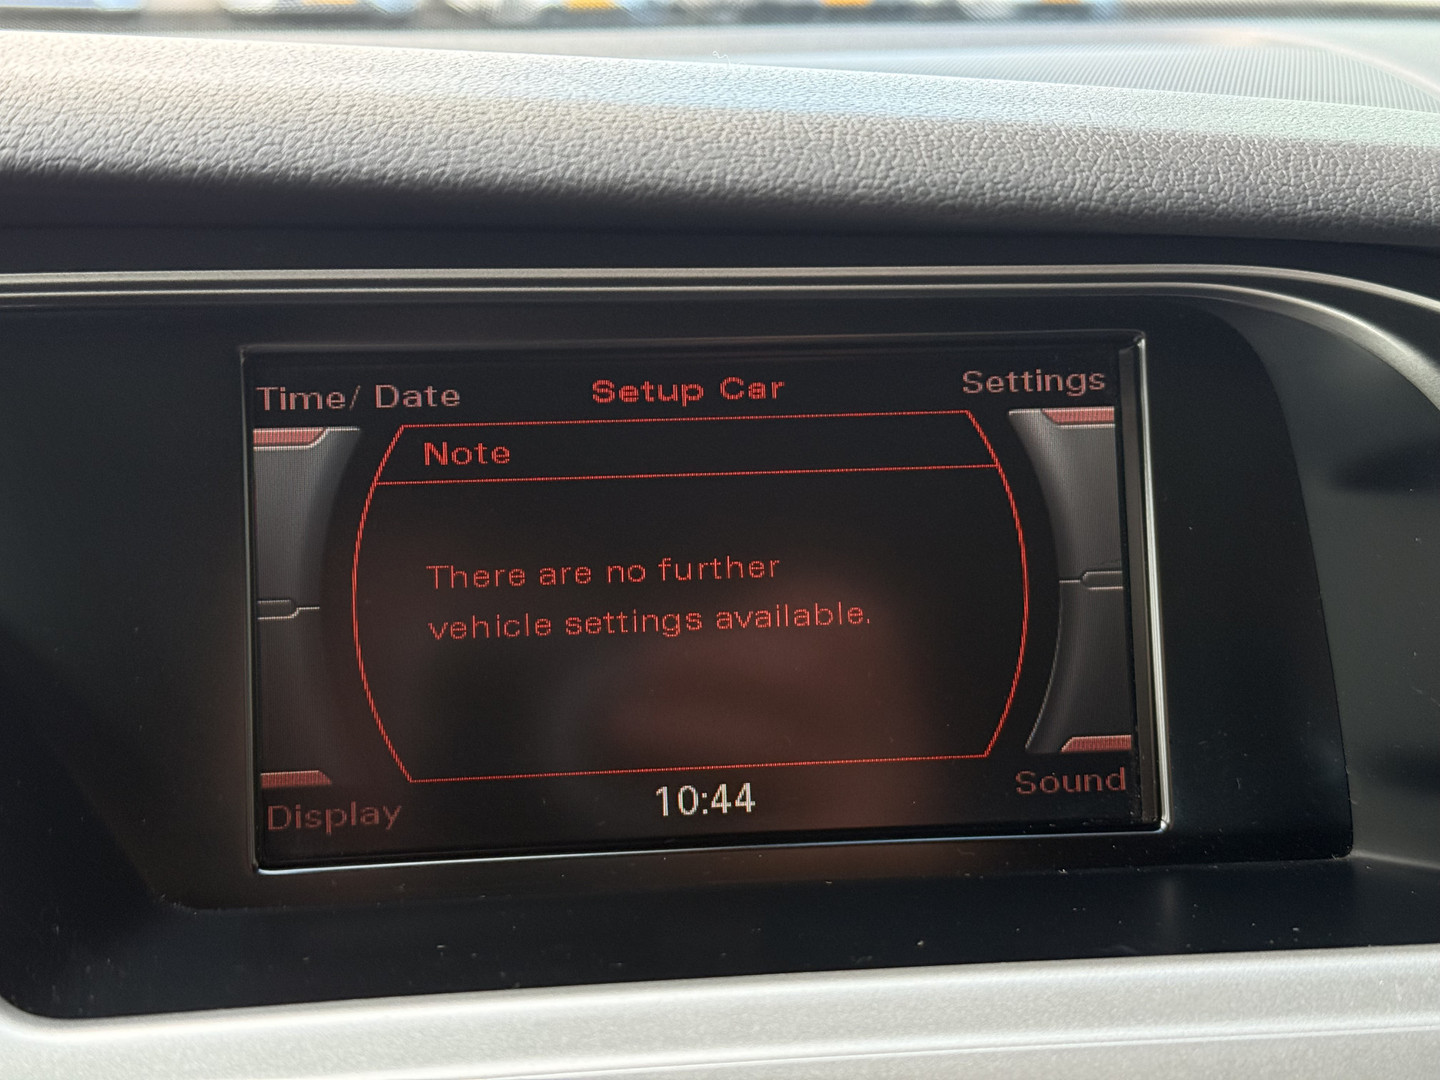 Time/ Date
Setup Car
Settings
Note
There are no further
vehicle settings available.
Display
10:44
Sound